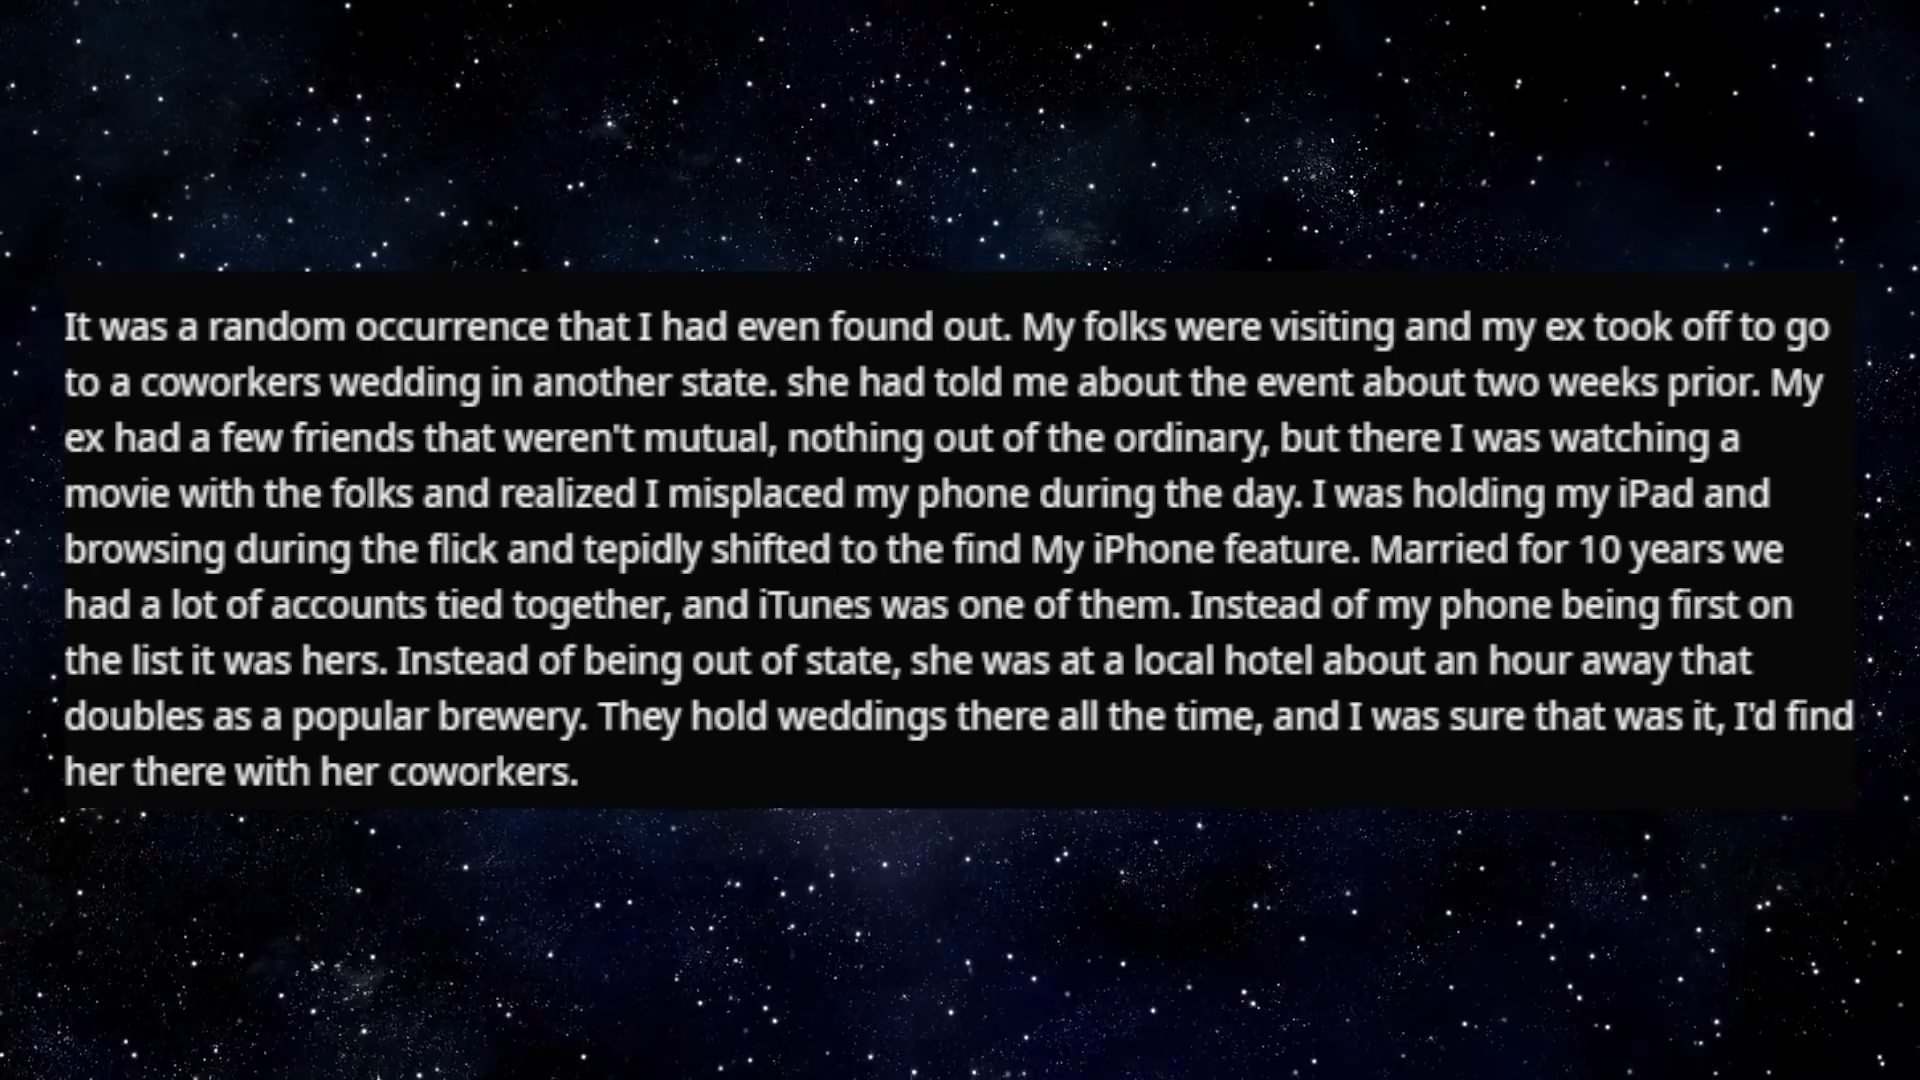 It was a random occurrence that I had even found out. My folks were visiting and my ex took off to go
to a coworkers wedding in another state. she had told me about the event about two weeks prior. My
ex had a few friends that weren't mutual, nothing out of the ordinary, but there I was watching a
movie with the folks and realized I misplaced my phone during the day. I was holding my iPad and
browsing during the flick and tepidly shifted to the find My iPhone feature. Married for 10 years we
had a lot of accounts tied together, and iTunes was one of them. Instead of my phone being first on
the list it was hers. Instead of being out of state, she was at a local hotel about an hour away that
doubles as a popular brewery. They hold weddings there all the time, and I was sure that was it, I'd find
her there with her coworkers.